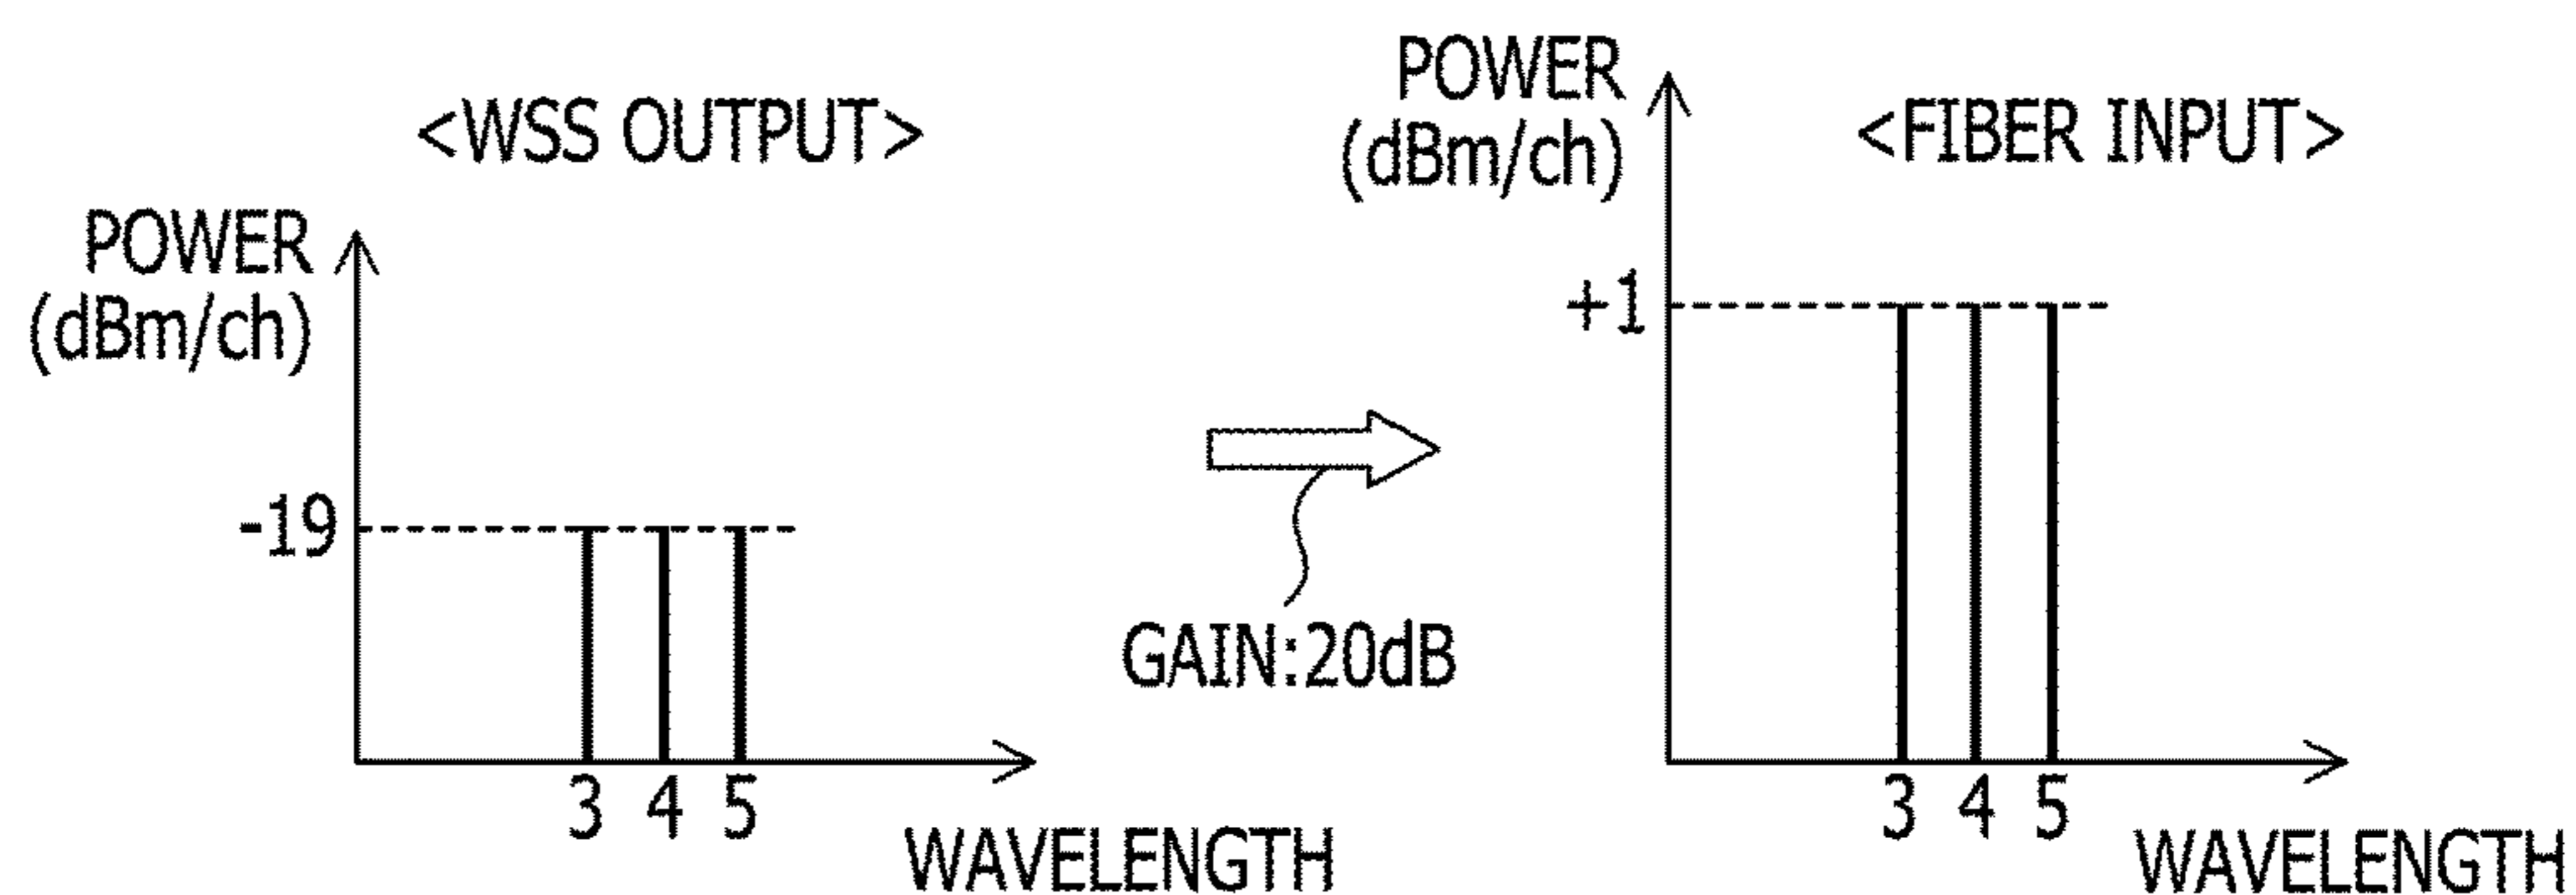 <WSS OUTPUT>
POWER
(dBm/ch)
-19
3 4 5
WAVELENGTH
GAIN:20dB
POWER
(dBm/ch)
<FIBER INPUT>
+1
3 4 5
WAVELENGTH